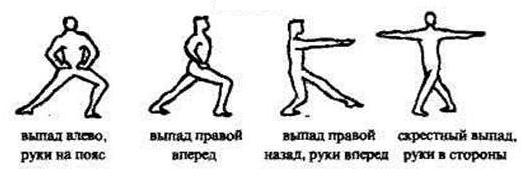 выпад влево,
руки на пояс
выпад правой
вперед
выпад правой
назад, руки вперед
скрестный выпад,
руки в стороны